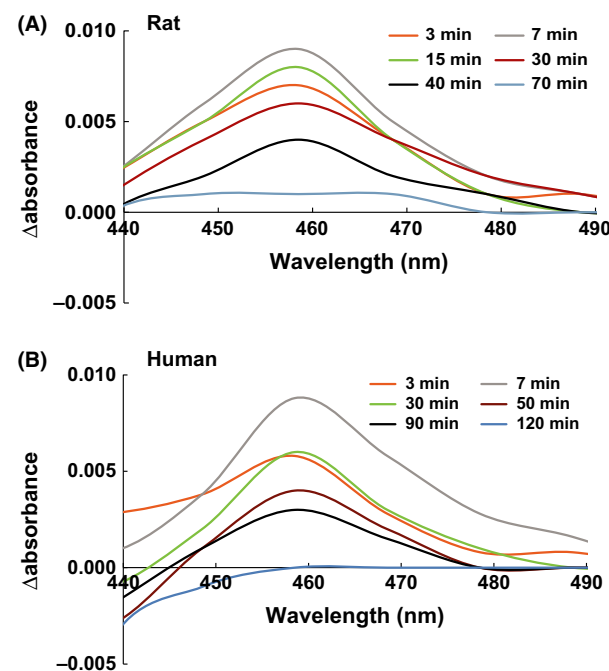 (A) Rat
0.010
0.005
0.000
–0.005
3 min 7 min
15 min 30 min
40 min 70 min
440 450 460 470 480 490
Wavelength (nm)
Δabsorbance
(B) Human
0.010
0.005
0.000
–0.005
3 min 7 min
30 min 50 min
90 min 120 min
440 450 460 470 480 490
Wavelength (nm)
Δabsorbance